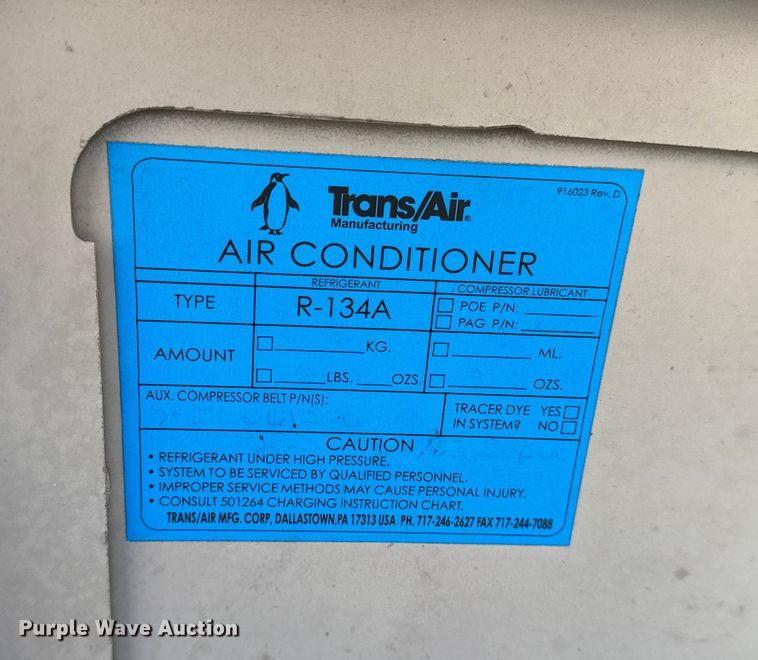 916023 Rev. D
Trans/Air®
Manufacturing
AIR CONDITIONER
REFRIGERANT
COMPRESSOR LUBRICANT
TYPE
R-134A
POE P/N:
PAG P/N:
AMOUNT
KG.
ML.
LBS. OZS.
OZS.
AUX. COMPRESSOR BELT P/N(S):
TRACER DYE YES
IN SYSTEM? NO
CAUTION
• REFRIGERANT UNDER HIGH PRESSURE.
• SYSTEM TO BE SERVICED BY QUALIFIED PERSONNEL.
• IMPROPER SERVICE METHODS MAY CAUSE PERSONAL INJURY.
• CONSULT 501264 CHARGING INSTRUCTION CHART.
TRANS/AIR MFG. CORP, DALLASTOWN,PA 17313 USA PH. 717-246-2627 FAX 717-244-7088
Purple Wave Auction